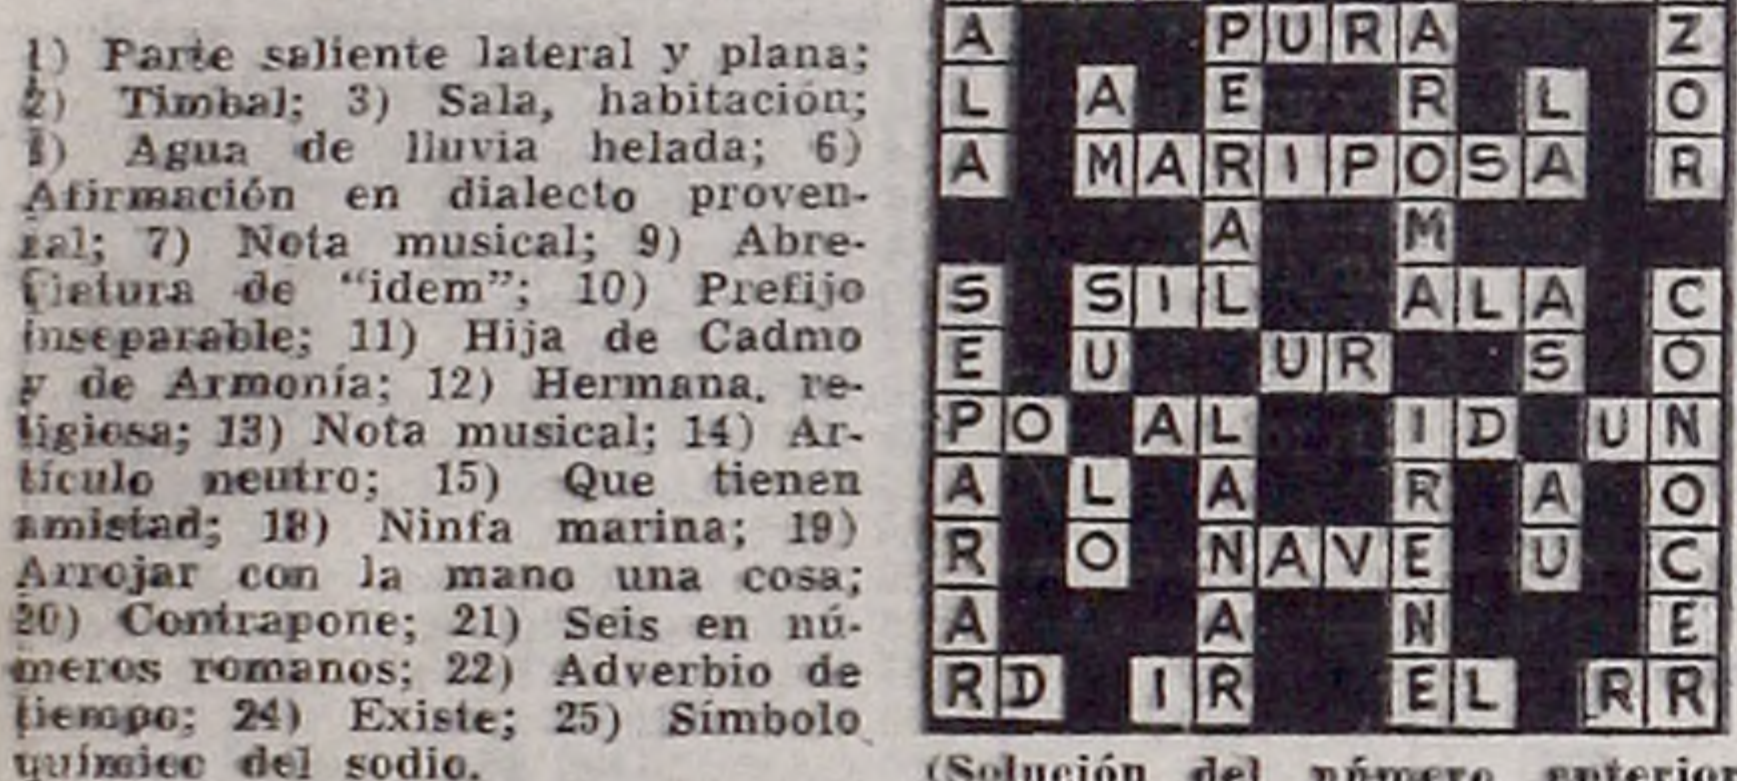 1) Parte saliente lateral y plana;
2) Timbal; 3) Sala, habitación;
) Agua de lluvia helada; 6)
Afirmación en dialecto proven-
zal; 7) Nota musical; 9) Abre-
viatura de “idem”; 10) Prefijo
inseparable; 11) Hija de Cadmo
y de Armonía; 12) Hermana. re-
ligiosa; 13) Nota musical; 14) Ar-
tículo neutro; 15) Que tienen
amistad; 18) Ninfa marina; 19)
Arrojar con la mano una cosa;
20) Contrapone; 21) Seis en nú-
meros romanos; 22) Adverbio de
tiempo; 24) Existe; 25) Símbolo
químico del sodio.
A PURA Z
L A E R L O
A MARIPOSA R
A M
S SIL ALA C
E U UR S O
PO AL ID UN
A L A R A O
R O NAVE U C
A A N E
RD IR EL RR
(Solución del número anterior